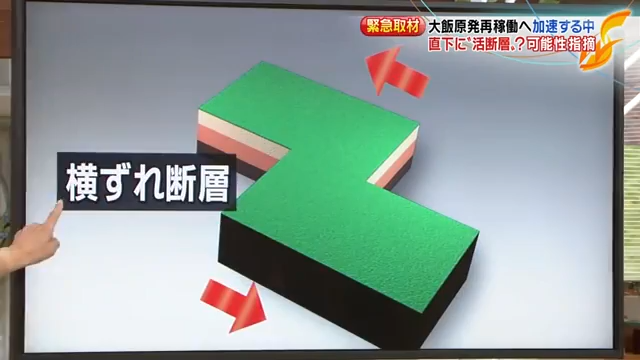 緊急取材
大飯原発再稼働へ加速する中
直下に“活断層„?可能性指摘
横ずれ断層